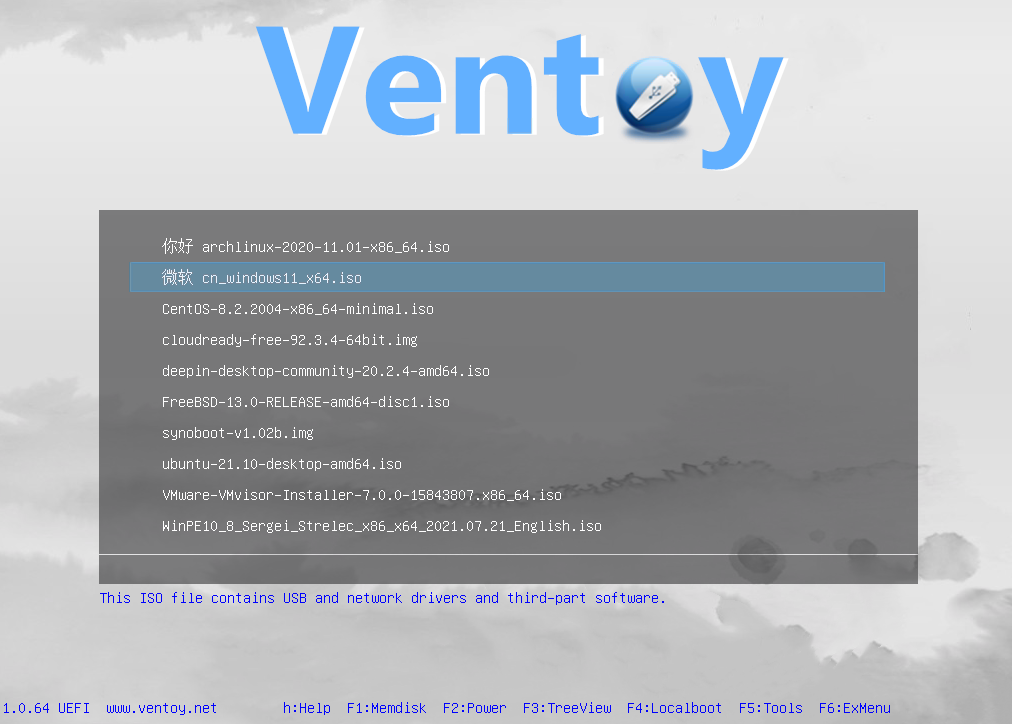 Ventoy
你好 archlinux-2020-11.01-x86_64.iso
微软 cn_windows11_x64.iso
CentOS-8.2.2004-x86_64-minimal.iso
cloudready-free-92.3.4-64bit.img
deepin-desktop-community-20.2.4-amd64.iso
FreeBSD-13.0-RELEASE-amd64-disc1.iso
synoboot-v1.02b.img
ubuntu-21.10-desktop-amd64.iso
VMware-VMvisor-Installer-7.0.0-15843807.x86_64.iso
WinPE10_8_Sergei_Strelec_x86_x64_2021.07.21_English.iso
This ISO file contains USB and network drivers and third-part software.
1.0.64 UEFI www.ventoy.net h:Help F1:Memdisk F2:Power F3:TreeView F4:Localboot F5:Tools F6:ExMenu